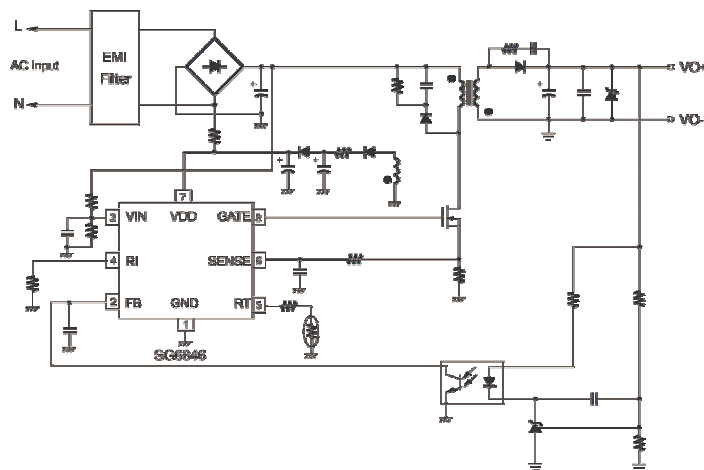 L
AC Input
N
EMI
Filter
VO+
VO-
7
3 VIN VDD GATE 8
4 RI SENSE 6
2 FB GND RT 5
1
SG6846